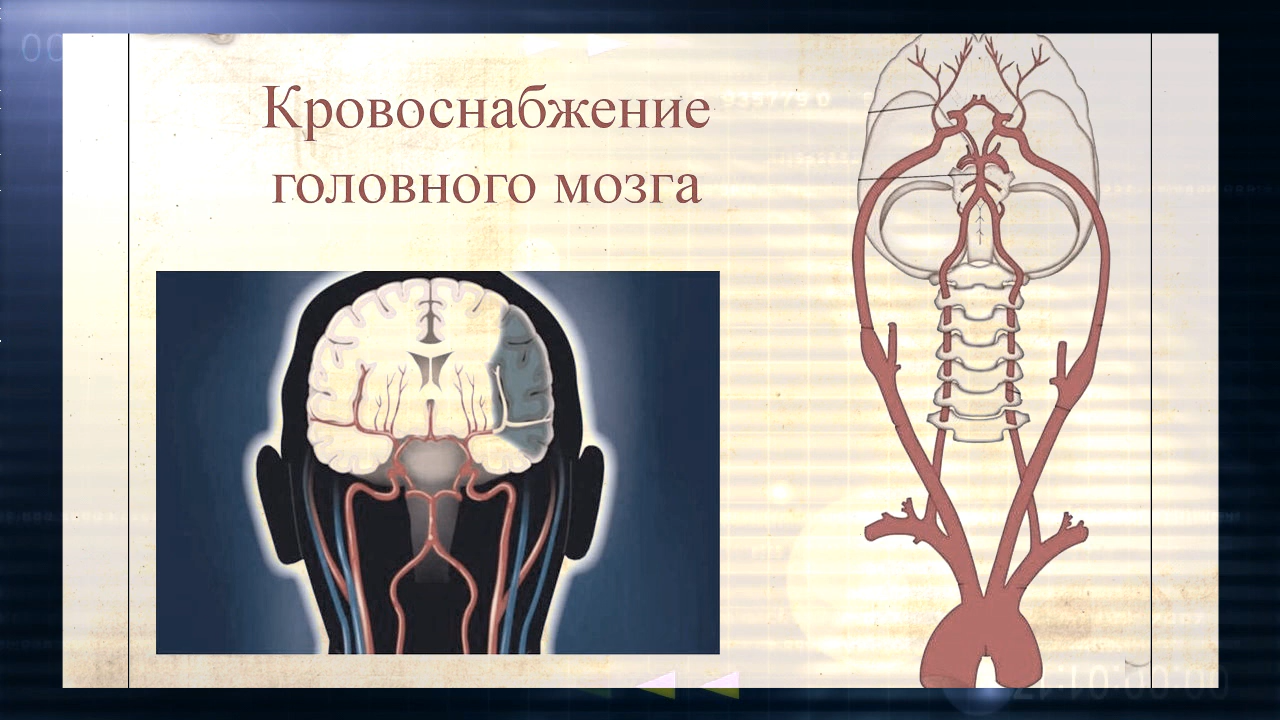 Кровоснабжение
головного мозга